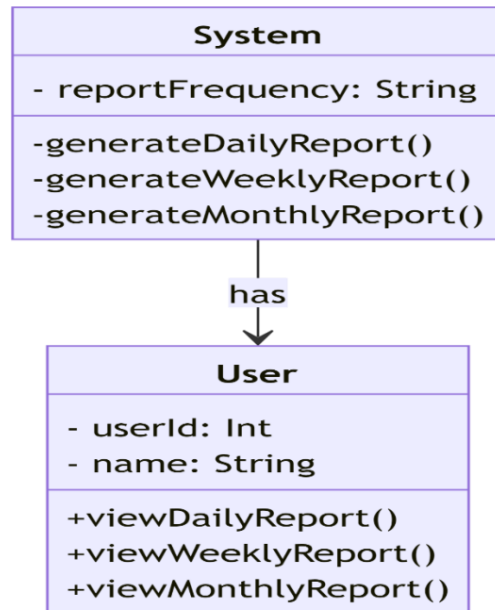 System
- reportFrequency: String
-generateDailyReport()
-generateWeeklyReport()
-generateMonthlyReport()
has
User
- userId: Int
- name: String
+viewDailyReport()
+viewWeeklyReport()
+viewMonthlyReport()